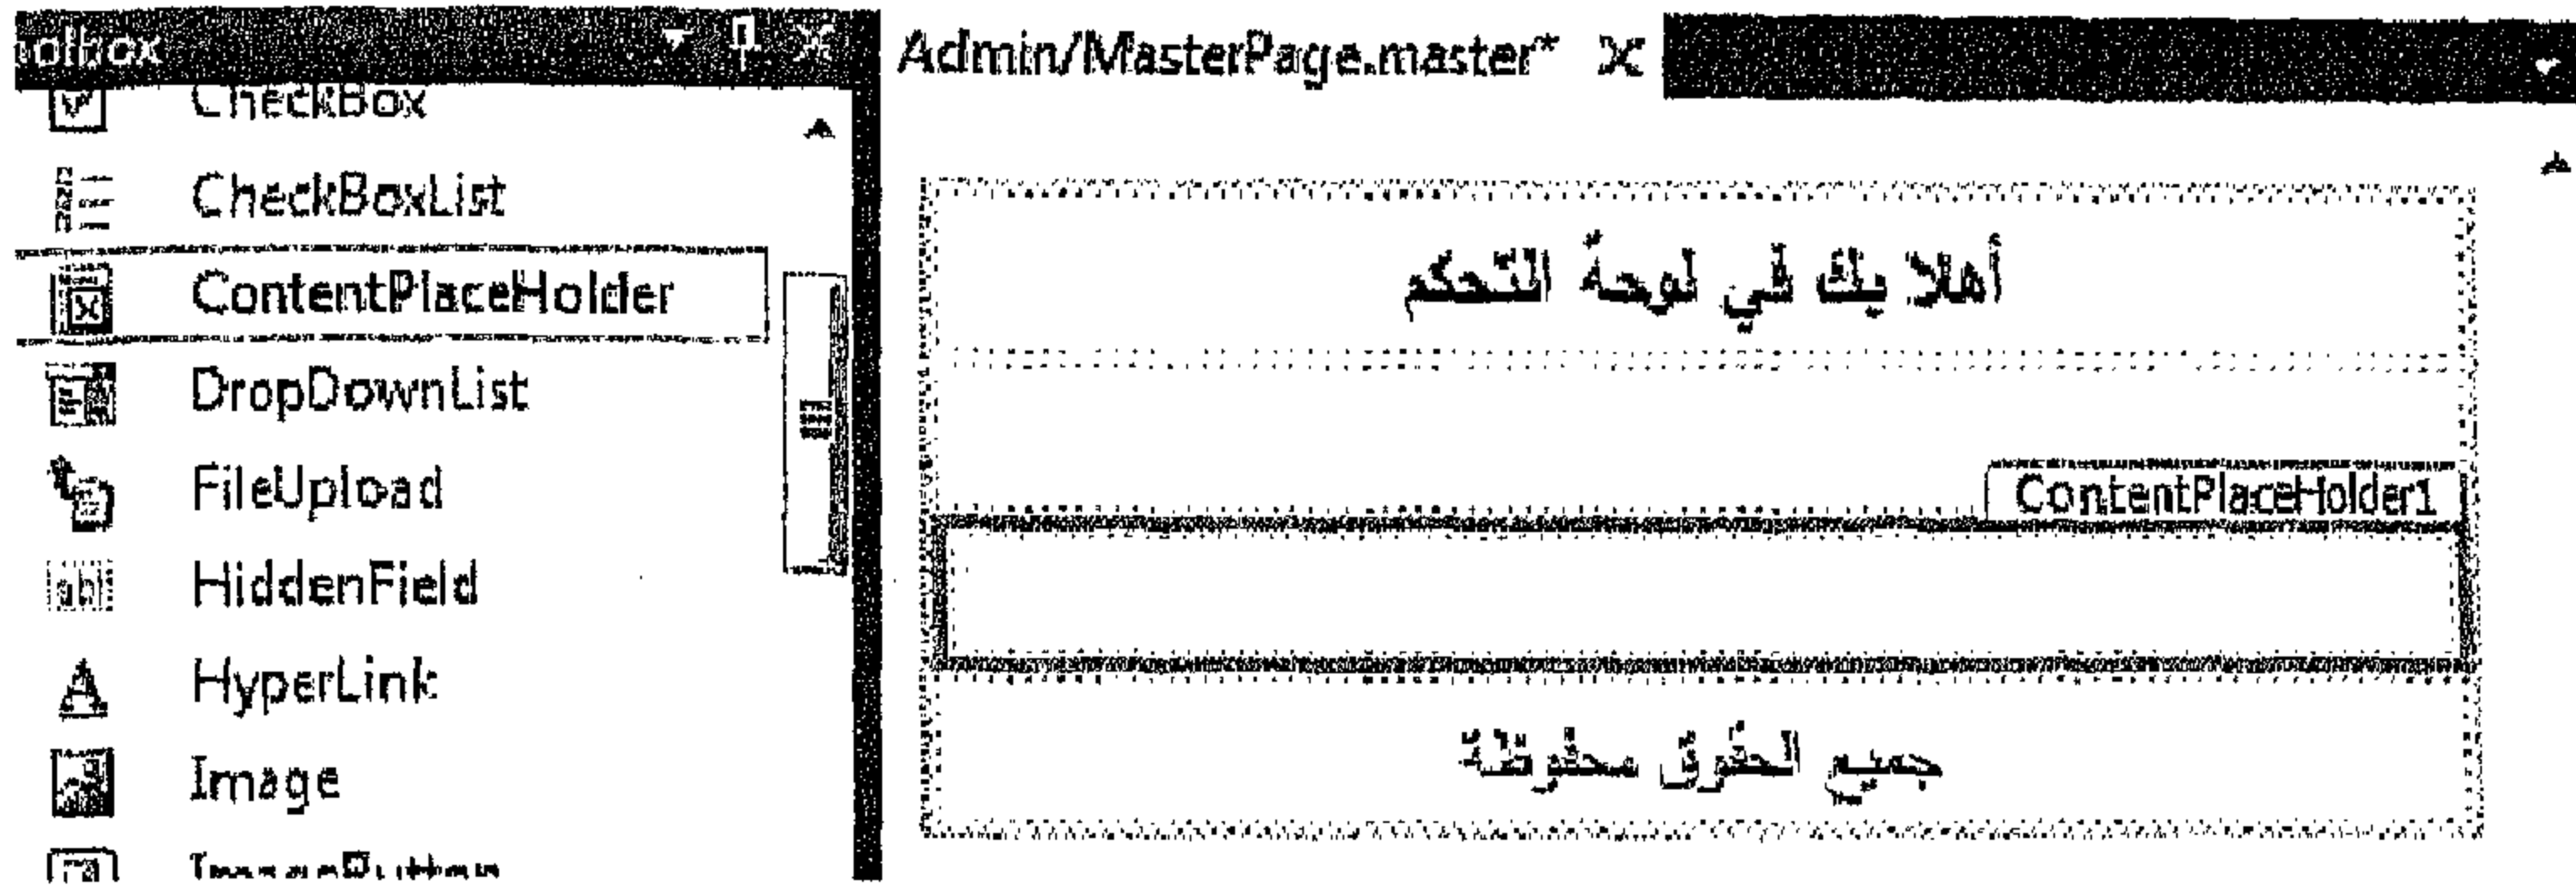 Toolbox
CheckBox
CheckBoxList
ContentPlaceHolder
DropDownList
FileUpload
HiddenField
HyperLink
Image
Admin/MasterPage.master*
أهلا بك في لوحة التحكم
ContentPlaceHolder1
جميع الحقوق محفوظة